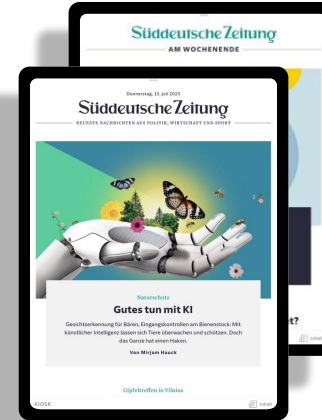 Süddeutsche Zeitung
AM WOCHENENDE
Donnerstag, 13. Juli 2023
Süddeutsche Zeitung
NEUESTE NACHRICHTEN AUS POLITIK, WIRTSCHAFT UND SPORT
Naturschutz
Gutes tun mit KI
Gesichtserkennung für Bären, Eingangskontrollen am Bienenstock: Mit
künstlicher Intelligenz lassen sich Tiere überwachen und schützen. Doch
das Ganze hat einen Haken.
Von Mirjam Hauck
Gipfeltreffen in Vilnius
KIOSK
Inhalt
Inhalt